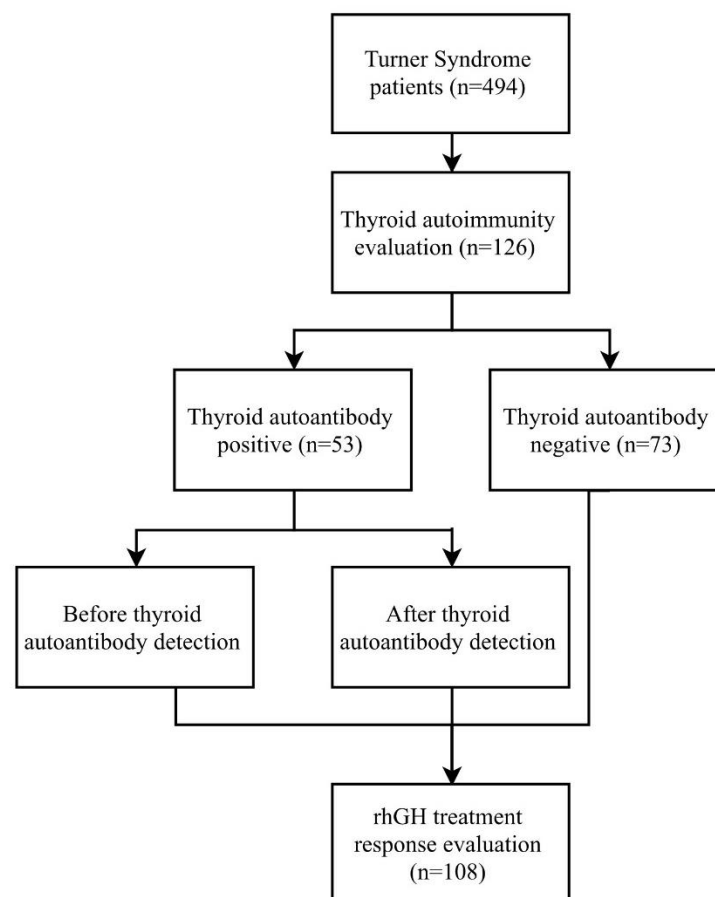 Turner Syndrome
patients (n=494)
Thyroid autoimmunity
evaluation (n=126)
Thyroid autoantibody
positive (n=53)
Thyroid autoantibody
negative (n=73)
Before thyroid
autoantibody detection
After thyroid
autoantibody detection
rhGH treatment
response evaluation
(n=108)